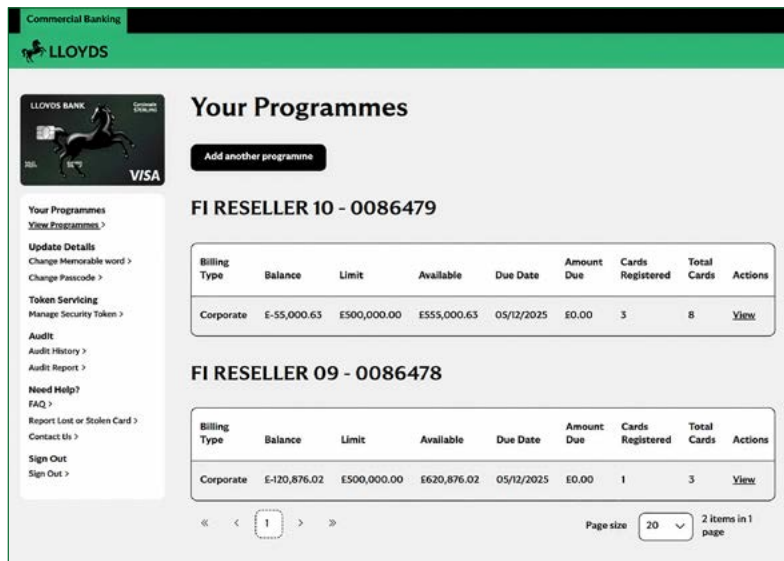 Commercial Banking
LLOYDS
LLOYDS BANK
Corporate
VISA
Your Programmes
View Programmes >
Update Details
Change Memorable word >
Change Passcode >
Token Servicing
Manage Security Token >
Audit
Audit History >
Audit Report >
Need Help?
FAQ >
Report Lost or Stolen Card >
Contact Us >
Sign Out
Sign Out >
Your Programmes
Add another programme
FI RESELLER 10 - 0086479
Billing Type Balance Limit Available Due Date Amount Due Cards Registered Total Cards Actions
Corporate £-55,000.63 £500,000.00 £555,000.63 05/12/2025 £0.00 3 8 View
FI RESELLER 09 - 0086478
Billing Type Balance Limit Available Due Date Amount Due Cards Registered Total Cards Actions
Corporate £-120,876.02 £500,000.00 £620,876.02 05/12/2025 £0.00 1 3 View
« < 1 > » Page size 20 2 items in 1 page